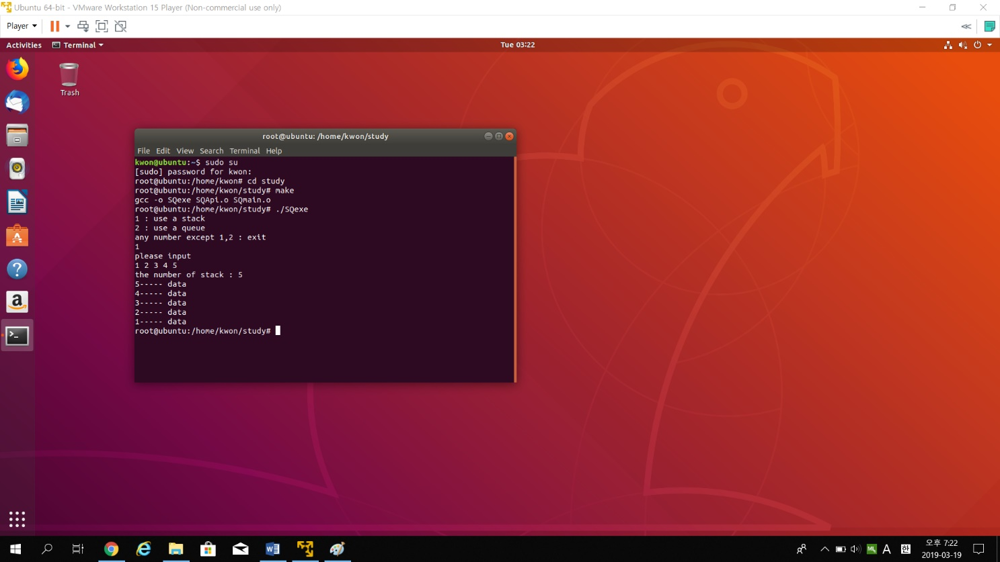 Ubuntu 64-bit - VMware Workstation 15 Player (Non-commercial use only)
Player
Activities
Terminal
Tue 03:22
Trash
root@ubuntu: /home/kwon/study
File Edit View Search Terminal Help
kwon@ubuntu:~$ sudo su
[sudo] password for kwon:
root@ubuntu:/home/kwon# cd study
root@ubuntu:/home/kwon/study# make
gcc -o SQexe SQApi.o SQmain.o
root@ubuntu:/home/kwon/study# ./SQexe
1 : use a stack
2 : use a queue
any number except 1,2 : exit
1
please input
1 2 3 4 5
the number of stack : 5
5----- data
4----- data
3----- data
2----- data
1----- data
root@ubuntu:/home/kwon/study#
A 한
오후 7:22
2019-03-19